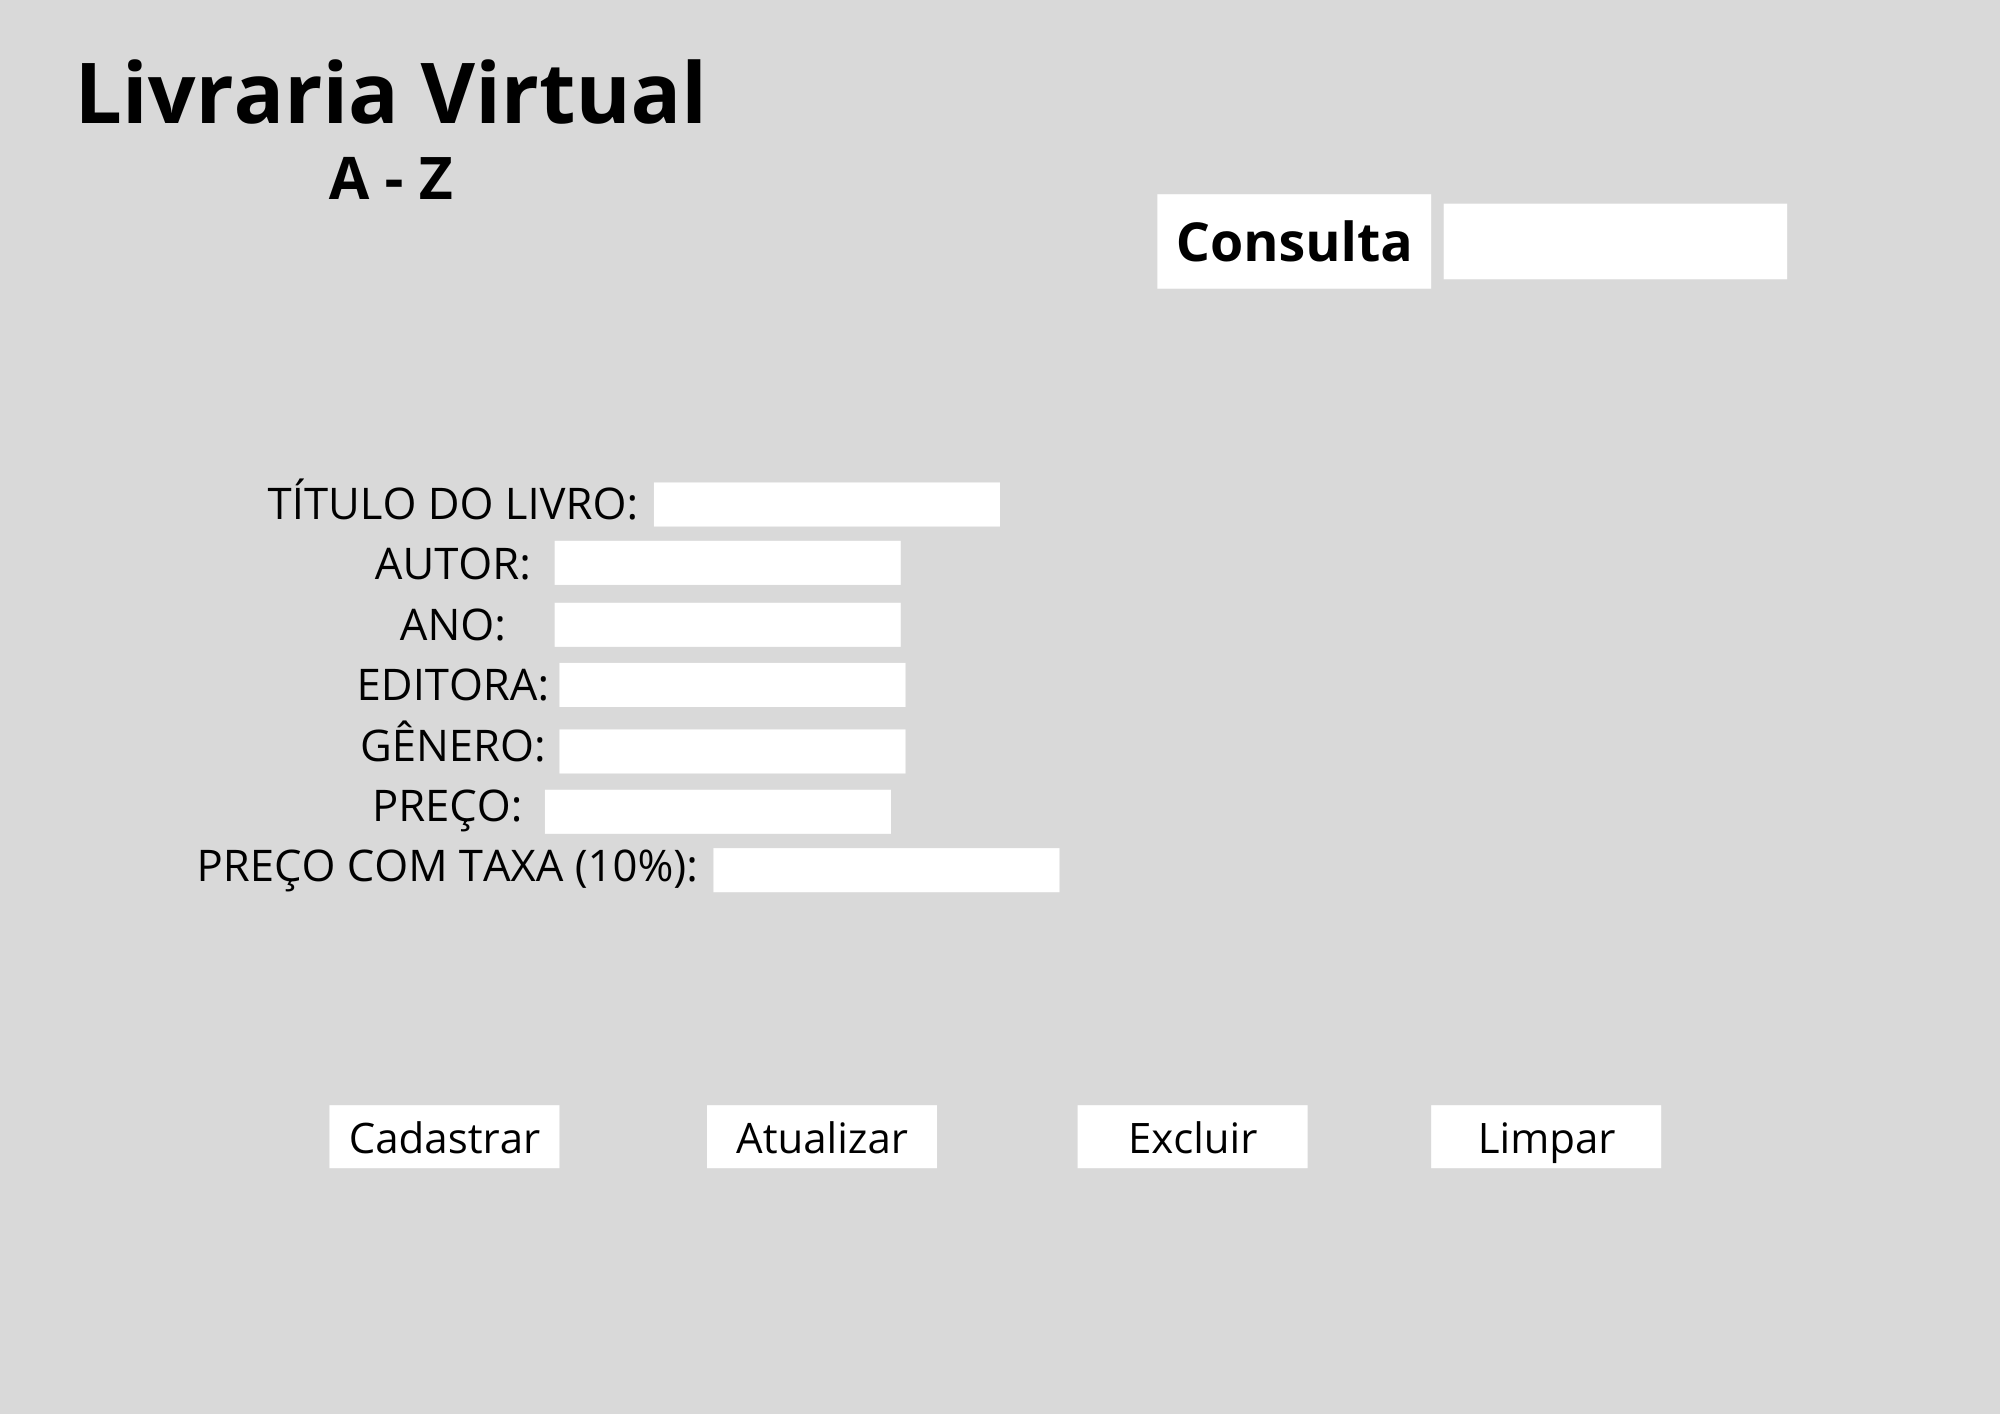 Livraria Virtual
A - Z
Consulta
TÍTULO DO LIVRO:
AUTOR:
ANO:
EDITORA:
GÊNERO:
PREÇO:
PREÇO COM TAXA (10%):
Cadastrar
Atualizar
Excluir
Limpar